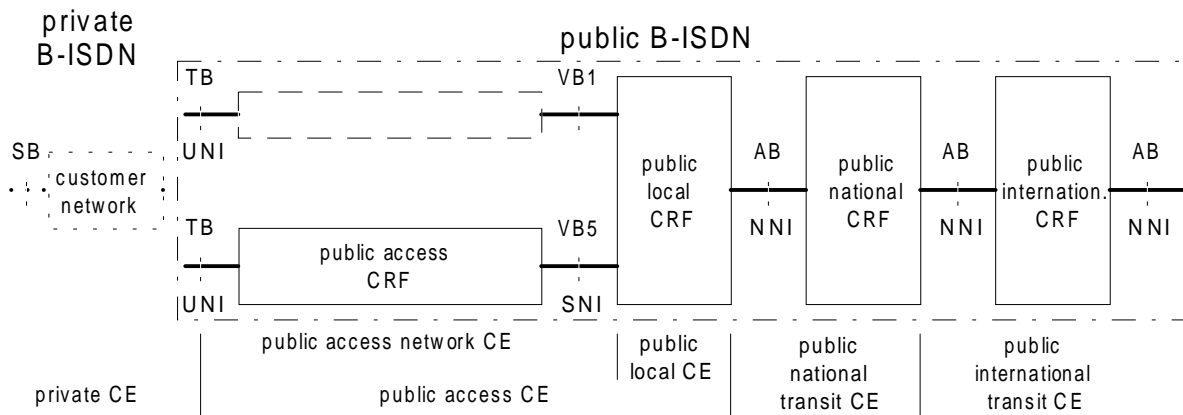 private
B-ISDN
public B-ISDN
TB
VB1
UNI
SB
customer
network
public
local
CRF
AB
NNI
public
national
CRF
AB
NNI
public
internation.
CRF
AB
NNI
TB
UNI
public access
CRF
VB5
SNI
public access network CE
public
local CE
public
national
transit CE
public
international
transit CE
private CE
public access CE